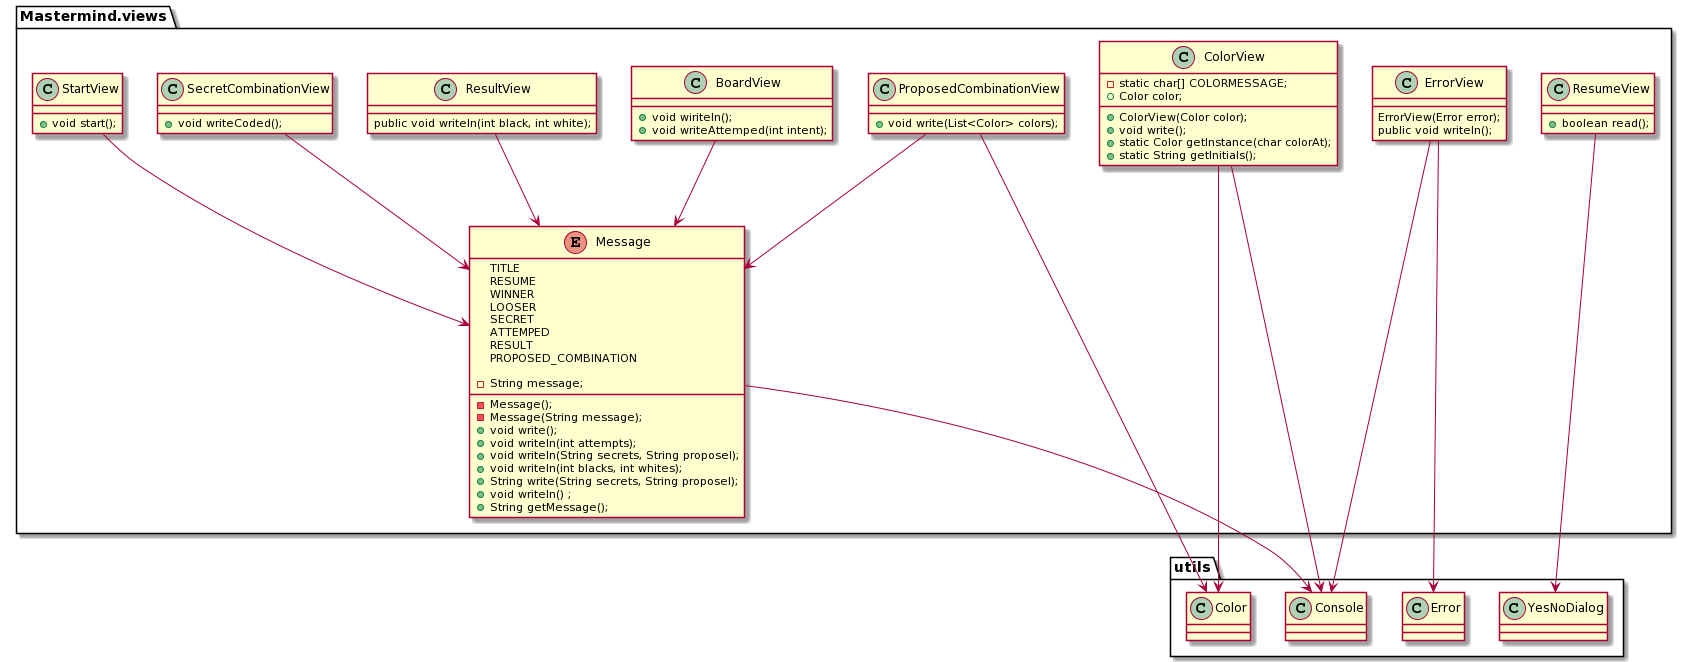 Mastermind.views
C StartView
void start();
C SecretCombinationView
void writeCoded();
C ResultView
public void writeln(int black, int white);
C BoardView
void wiriteln();
void writeAttemped(int intent);
C ProposedCombinationView
void write(List<Color> colors);
C ColorView
static char[] COLORMESSAGE;
Color color;
ColorView(Color color);
void write();
static Color getInstance(char colorAt);
static String getInitials();
C ErrorView
ErrorView(Error error);
public void writeln();
C ResumeView
boolean read();
E Message
TITLE
RESUME
WINNER
LOOSER
SECRET
ATTEMPED
RESULT
PROPOSED_COMBINATION
String message;
Message();
Message(String message);
void write();
void writeln(int attempts);
void writeln(String secrets, String proposel);
void writeln(int blacks, int whites);
String write(String secrets, String proposel);
void writeln() ;
String getMessage();
utils
C Color
C Console
C Error
C YesNoDialog